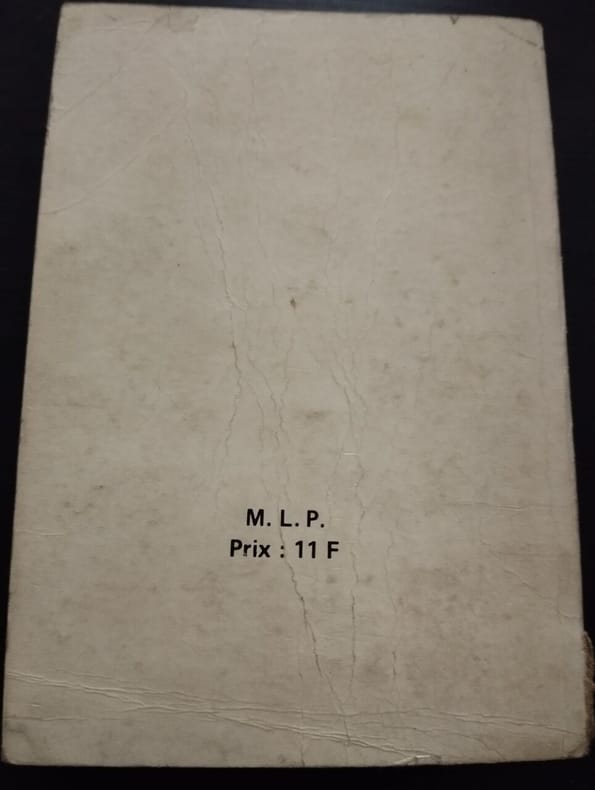 M. L. P.
Prix : 11 F